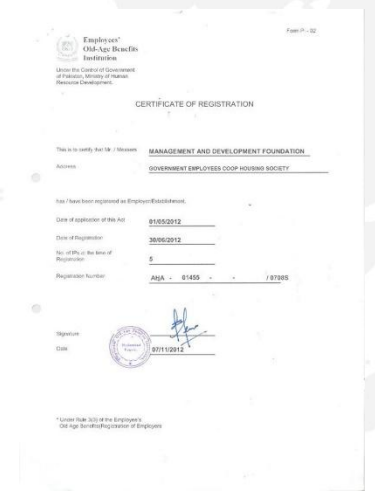 Form PI - 02
Employees'
Old-Age Benefits
Institution
Under the Control of Government
of Pakistan, Ministry of Human
Resource Development.
CERTIFICATE OF REGISTRATION
This is to certify that Mr. / Messers MANAGEMENT AND DEVELOPMENT FOUNDATION
Address GOVERNMENT EMPLOYEES COOP HOUSING SOCIETY
has / have been registered as Employer/Establishment.
Date of application of this Act 01/05/2012
Date of Registration 30/06/2012
No. of IPs at the time of
Registration 5
Registration Number AHA - 01455 - - / 0708S
Signature
Date 07/11/2012
* Under Rule 3(3) of the Employee's
Old Age Benefits(Registration of Employers